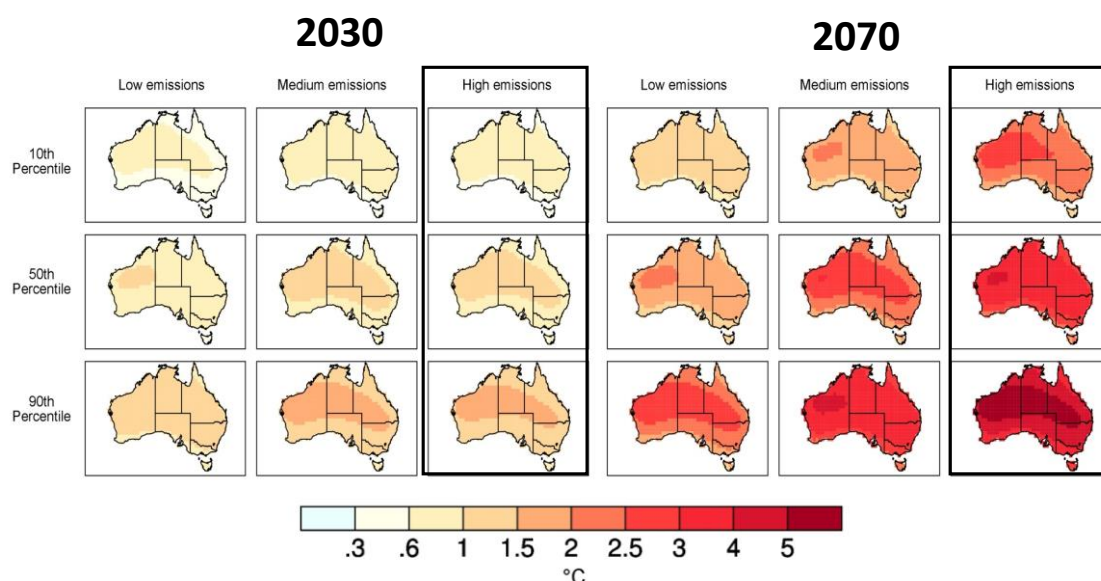 2030 2070
Low emissions Medium emissions High emissions Low emissions Medium emissions High emissions
10th
Percentile
50th
Percentile
90th
Percentile
.3 .6 1 1.5 2 2.5 3 4 5
°C